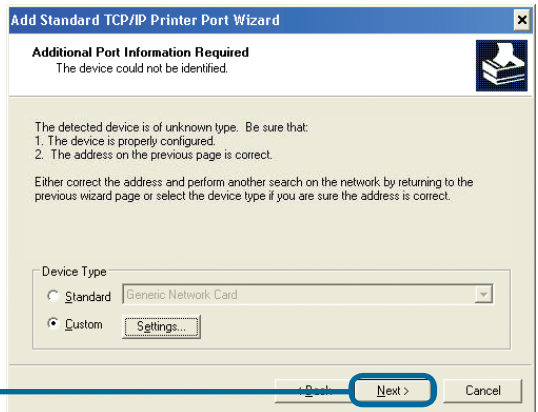 Add Standard TCP/IP Printer Port Wizard
Additional Port Information Required
The device could not be identified.
The detected device is of unknown type. Be sure that:
1. The device is properly configured.
2. The address on the previous page is correct.
Either correct the address and perform another search on the network by returning to the
previous wizard page or select the device type if you are sure the address is correct.
Device Type
Standard Generic Network Card
Custom Settings...
< Back Next > Cancel